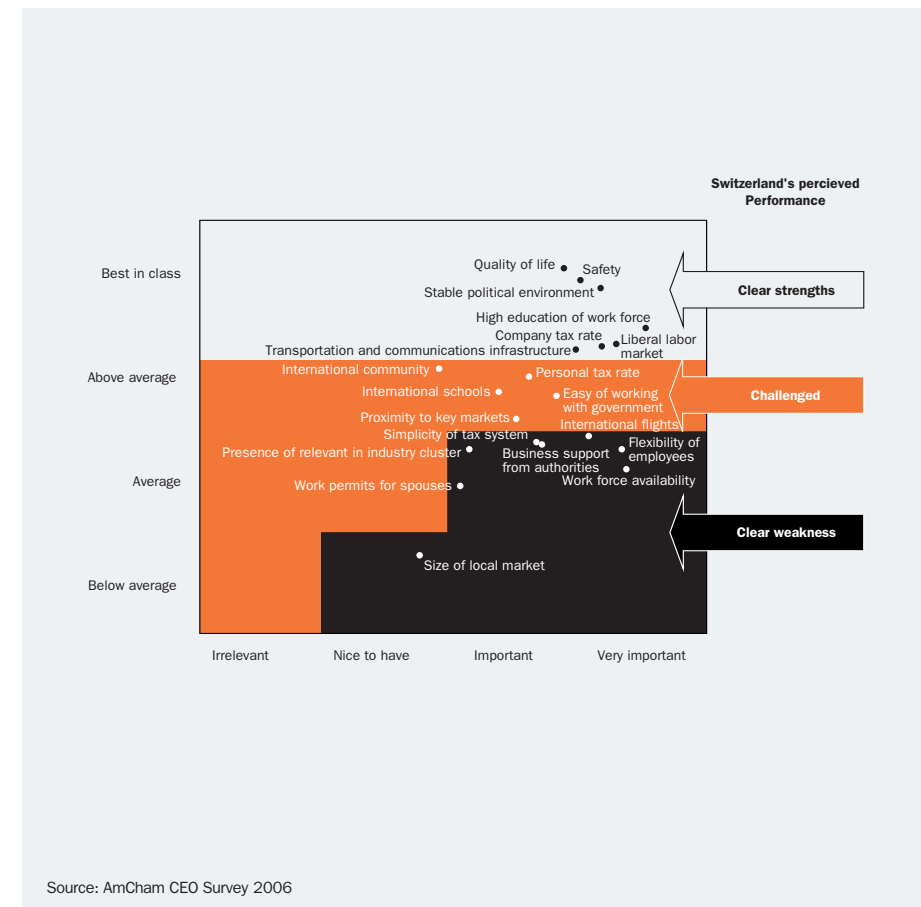 Switzerland's percieved
Performance
Best in class
Quality of life
Safety
Stable political environment
Clear strengths
High education of work force
Company tax rate
Liberal labor
market
Transportation and communications infrastructure
Above average
International community
Personal tax rate
International schools
Easy of working
with government
Challenged
Proximity to key markets
International flights
Simplicity of tax system
Flexibility of
employees
Presence of relevant in industry cluster
Business support
from authorities
Average
Work force availability
Work permits for spouses
Clear weakness
Size of local market
Below average
Irrelevant
Nice to have
Important
Very important
Source: AmCham CEO Survey 2006